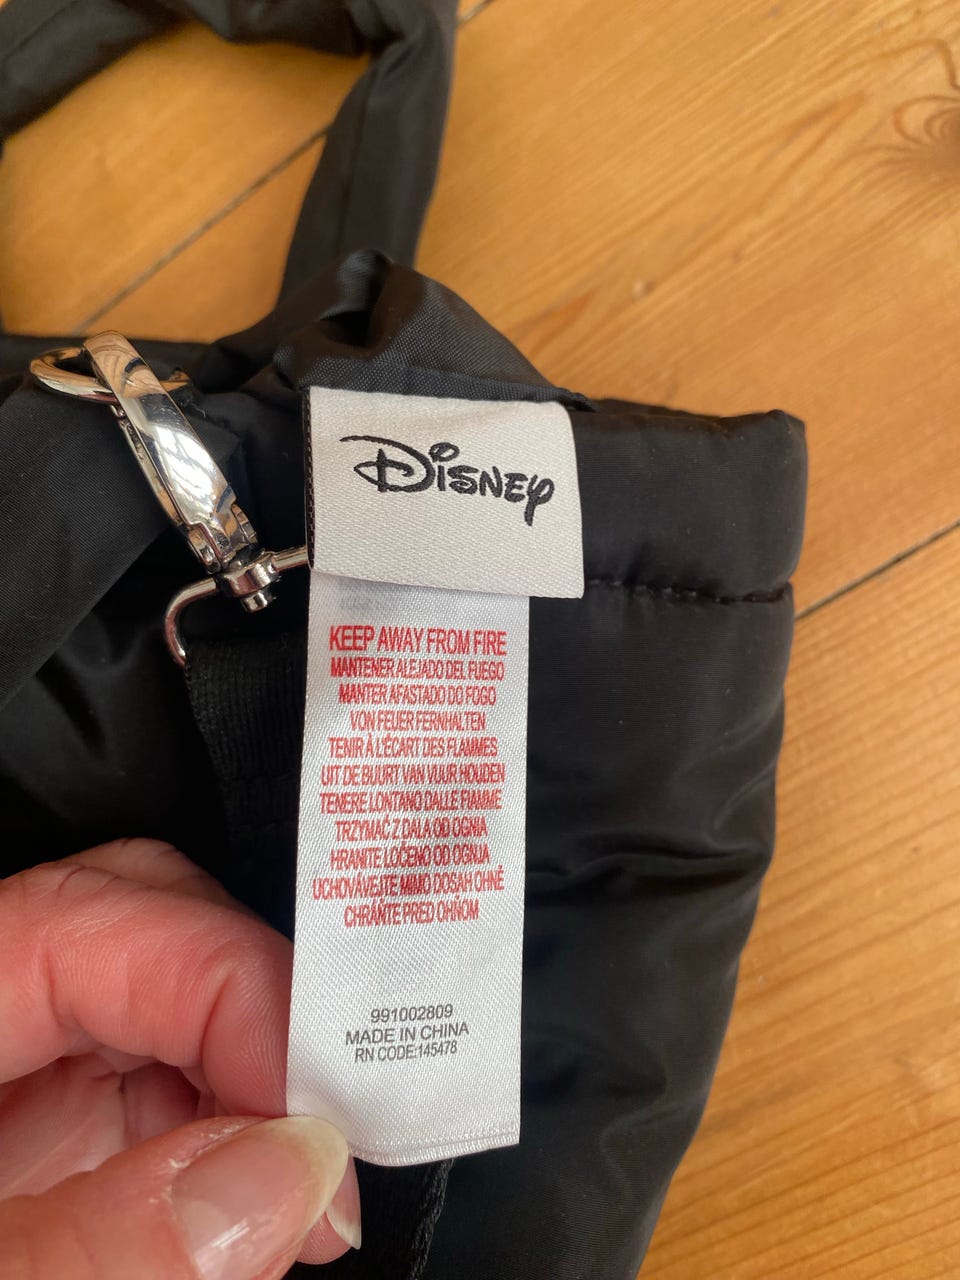 Disney
KEEP AWAY FROM FIRE
MANTENER ALEJADO DEL FUEGO
MANTER AFASTADO DO FOGO
VON FEUER FERNHALTEN
TENIR À L'ÉCART DES FLAMMES
UIT DE BUURT VAN VUUR HOUDEN
TENERE LONTANO DALLE FIAMME
TRZYMAĆ Z DALA OD OGNIA
HRANITE LOČENO OD OGNJA
UCHOVÁVEJTE MIMO DOSAH OHNĚ
CHRÁŇTE PRED OHŇOM
991002809
MADE IN CHINA
RN CODE:145478